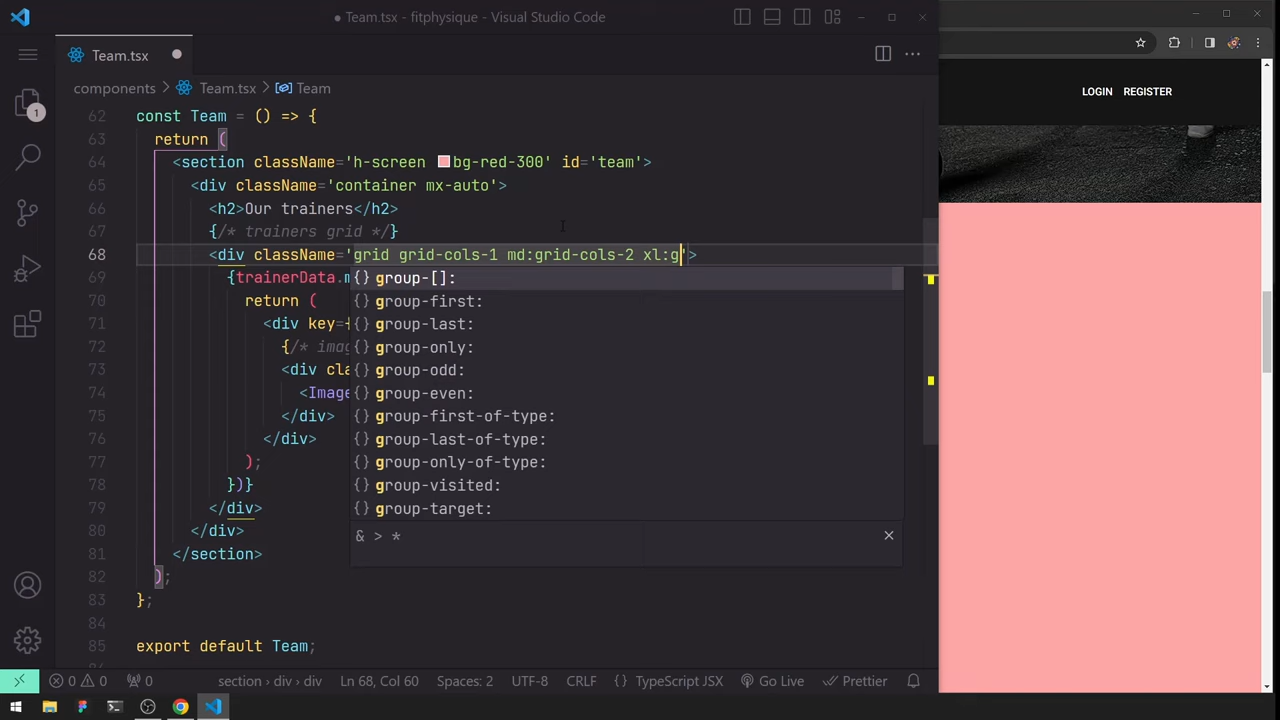 Team.tsx - fitphysique - Visual Studio Code
Team.tsx
components > Team.tsx > Team
62 const Team = () => {
63 return (
64 <section className='h-screen bg-red-300' id='team'>
65 <div className='container mx-auto'>
66 <h2>Our trainers</h2>
67 {/* trainers grid */}
68 <div className='grid grid-cols-1 md:grid-cols-2 xl:g'>
69 {trainerData.m
70 return (
71 <div key={
72 {/* ima
73 <div cla
74 <Image
75 </div>
76 </div>
77 );
78 })}
79 </div>
80 </div>
81 </section>
82 );
83 };
84
85 export default Team;
{} group-[]:
{} group-first:
{} group-last:
{} group-only:
{} group-odd:
{} group-even:
{} group-first-of-type:
{} group-last-of-type:
{} group-only-of-type:
{} group-visited:
{} group-target:
& > *
1
0 0 0 section > div > div Ln 68, Col 60 Spaces: 2 UTF-8 CRLF {} TypeScript JSX Go Live Prettier
LOGIN REGISTER